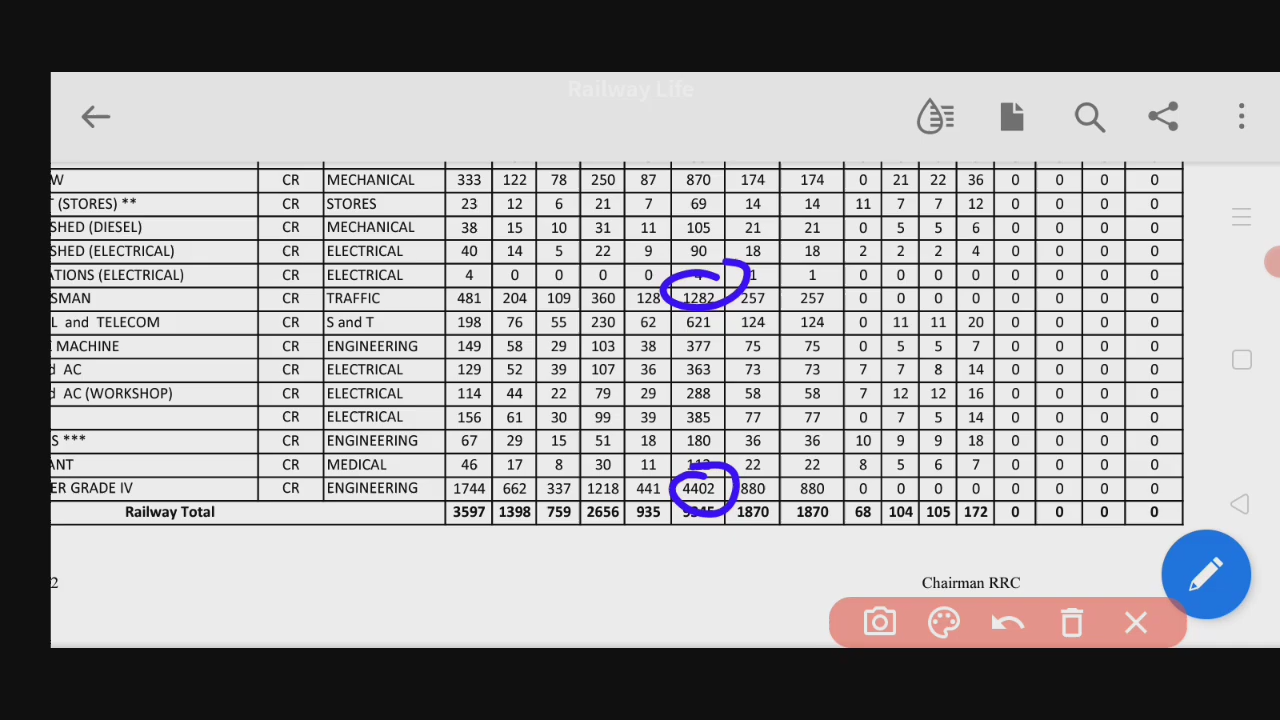 Railway Life
W CR MECHANICAL 333 122 78 250 87 870 174 174 0 21 22 36 0 0 0 0
T (STORES) ** CR STORES 23 12 6 21 7 69 14 14 11 7 7 12 0 0 0 0
SHED (DIESEL) CR MECHANICAL 38 15 10 31 11 105 21 21 0 5 5 6 0 0 0 0
SHED (ELECTRICAL) CR ELECTRICAL 40 14 5 22 9 90 18 18 2 2 2 4 0 0 0 0
ATIONS (ELECTRICAL) CR ELECTRICAL 4 0 0 0 0 4 1 1 0 0 0 0 0 0 0 0
SMAN CR TRAFFIC 481 204 109 360 128 1282 257 257 0 0 0 0 0 0 0 0
L and TELECOM CR S and T 198 76 55 230 62 621 124 124 0 11 11 20 0 0 0 0
MACHINE CR ENGINEERING 149 58 29 103 38 377 75 75 0 5 5 7 0 0 0 0
d AC CR ELECTRICAL 129 52 39 107 36 363 73 73 7 7 8 14 0 0 0 0
d AC (WORKSHOP) CR ELECTRICAL 114 44 22 79 29 288 58 58 7 12 12 16 0 0 0 0
CR ELECTRICAL 156 61 30 99 39 385 77 77 0 7 5 14 0 0 0 0
S *** CR ENGINEERING 67 29 15 51 18 180 36 36 10 9 9 18 0 0 0 0
ANT CR MEDICAL 46 17 8 30 11 112 22 22 8 5 6 7 0 0 0 0
ER GRADE IV CR ENGINEERING 1744 662 337 1218 441 4402 880 880 0 0 0 0 0 0 0 0
Railway Total 3597 1398 759 2656 935 9345 1870 1870 68 104 105 172 0 0 0 0
2 Chairman RRC